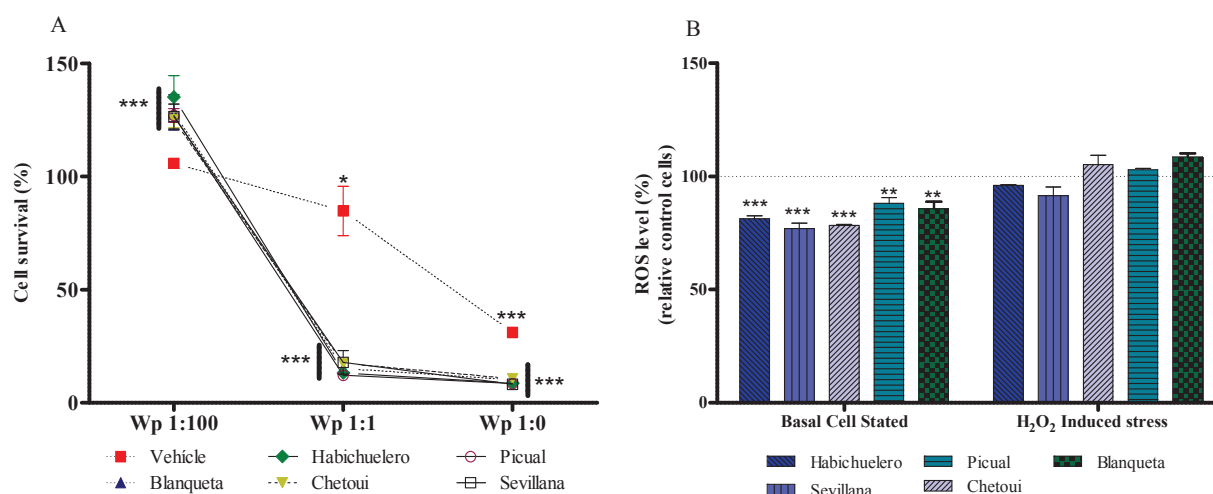 A
Cell survival (%)
150
100
50
0
***
*
***
***
***
Wp 1:100 Wp 1:1 Wp 1:0
Vehicle Habichuelero Picual
Blanqueta Chetoui Sevillana
B
ROS level (%)
(relative control cells)
150
100
50
0
*** *** *** ** **
Basal Cell Stated H₂O₂ Induced stress
Habichuelero Picual Blanqueta
Sevillana Chetoui